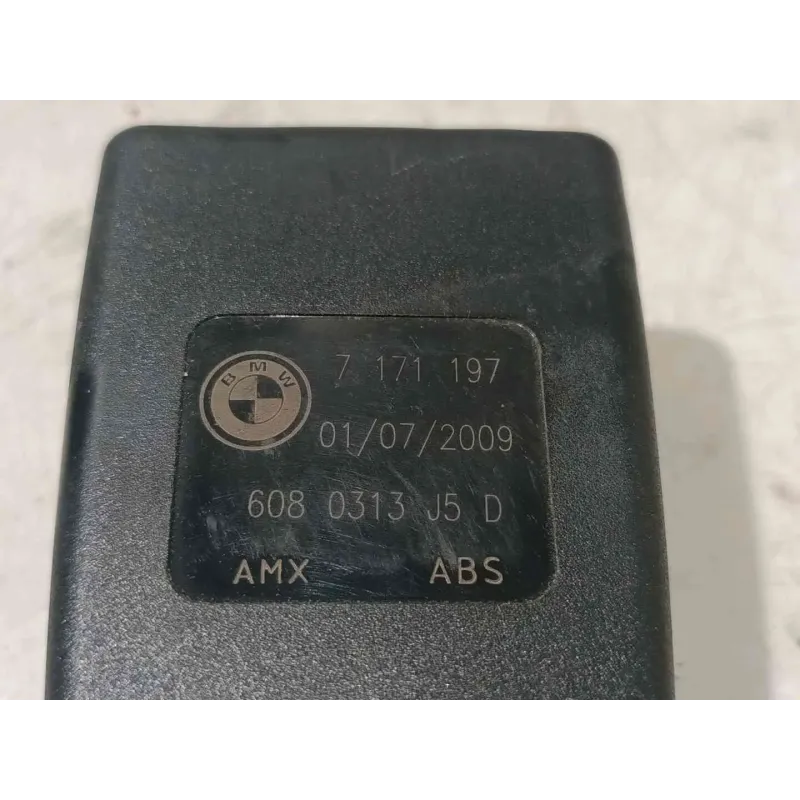 BMW
7 171 197
01/07/2009
608 0313 J5 D
AMX ABS